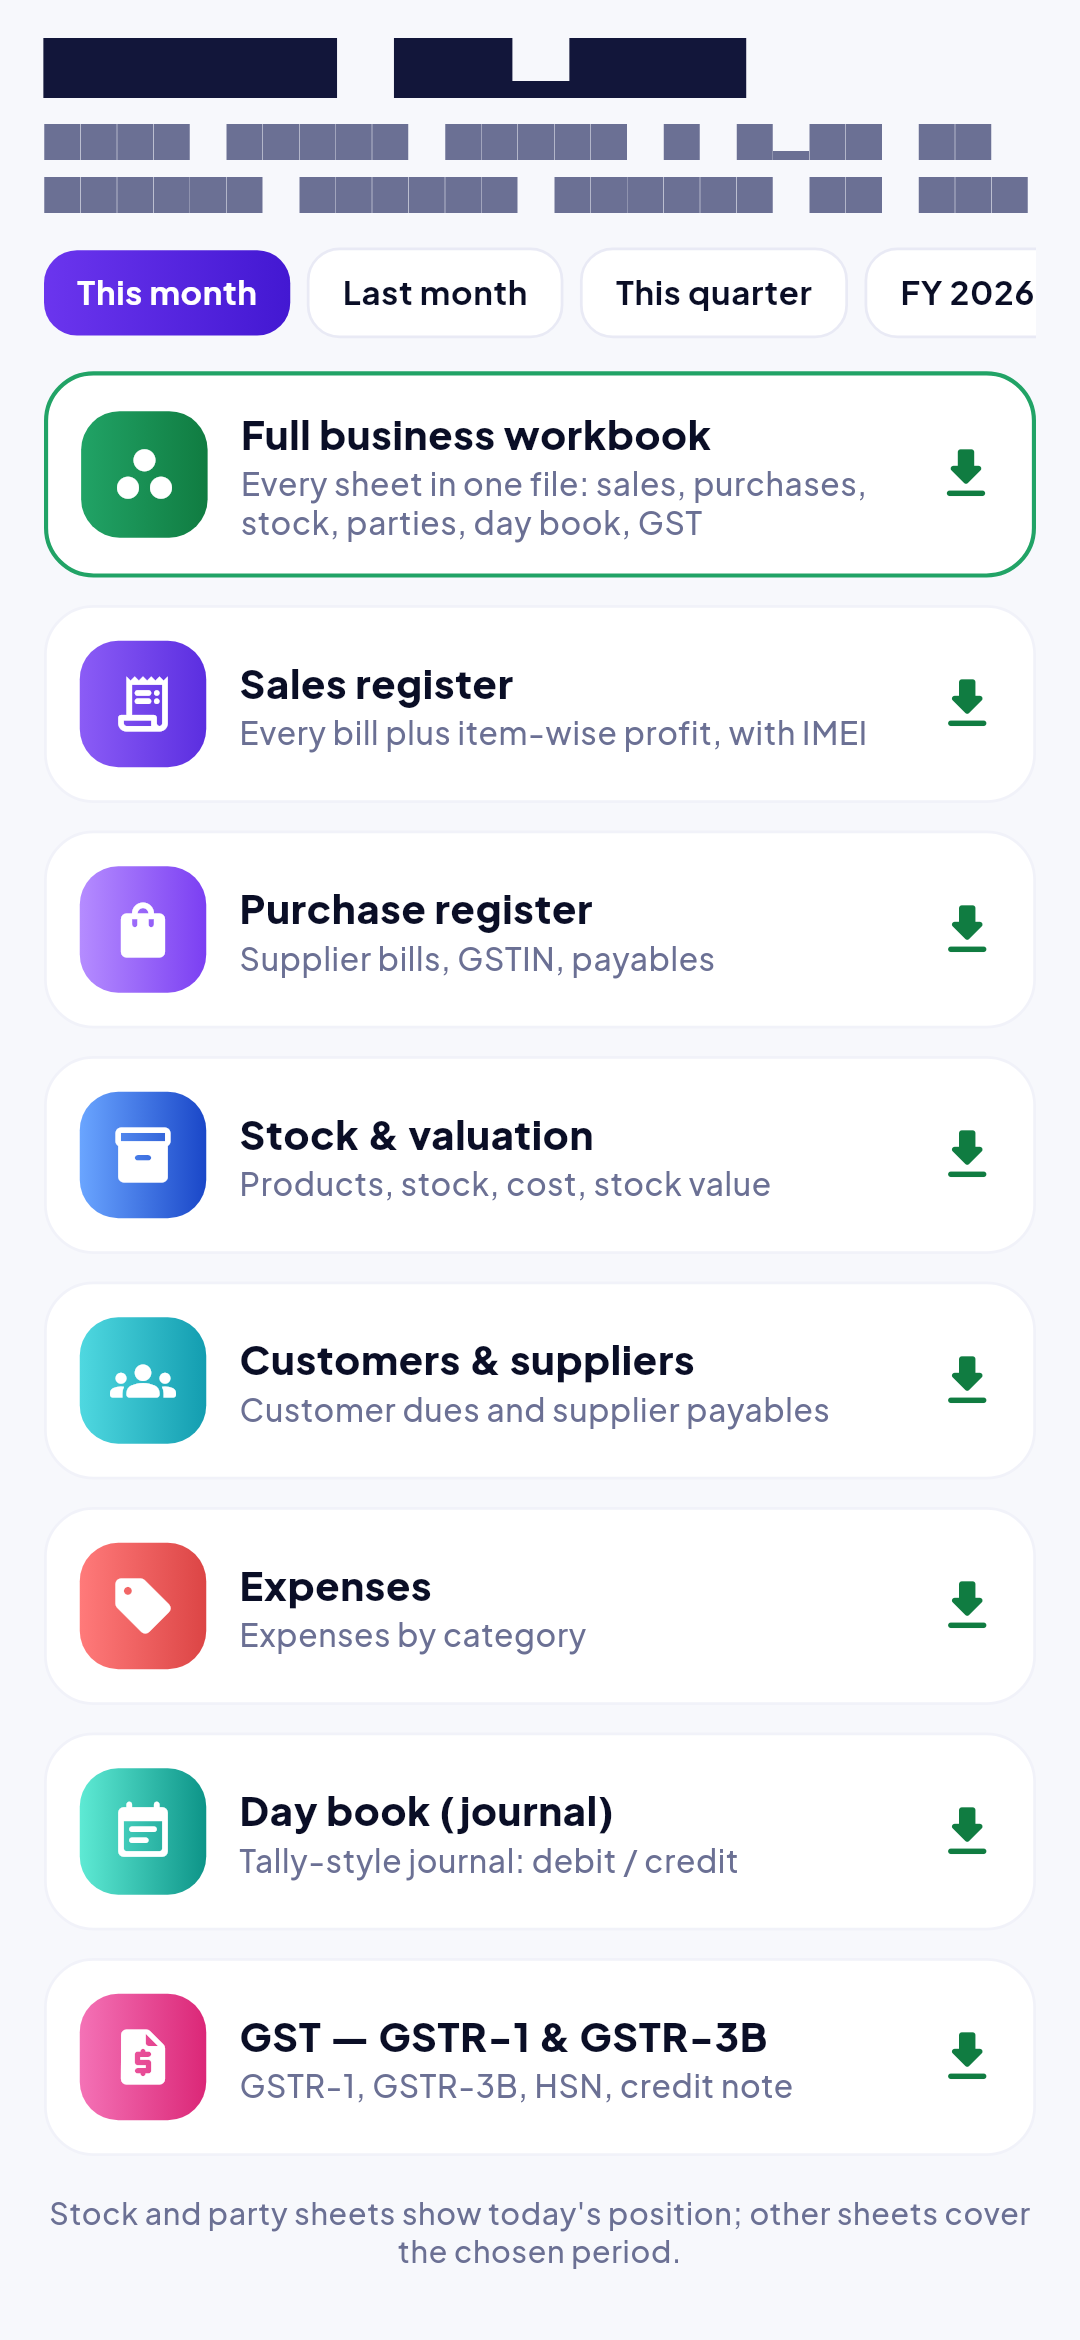 This month
Last month
This quarter
FY 2026
Full business workbook
Every sheet in one file: sales, purchases,
stock, parties, day book, GST
Sales register
Every bill plus item-wise profit, with IMEI
Purchase register
Supplier bills, GSTIN, payables
Stock & valuation
Products, stock, cost, stock value
Customers & suppliers
Customer dues and supplier payables
Expenses
Expenses by category
Day book (journal)
Tally-style journal: debit / credit
GST — GSTR-1 & GSTR-3B
GSTR-1, GSTR-3B, HSN, credit note
Stock and party sheets show today's position; other sheets cover
the chosen period.